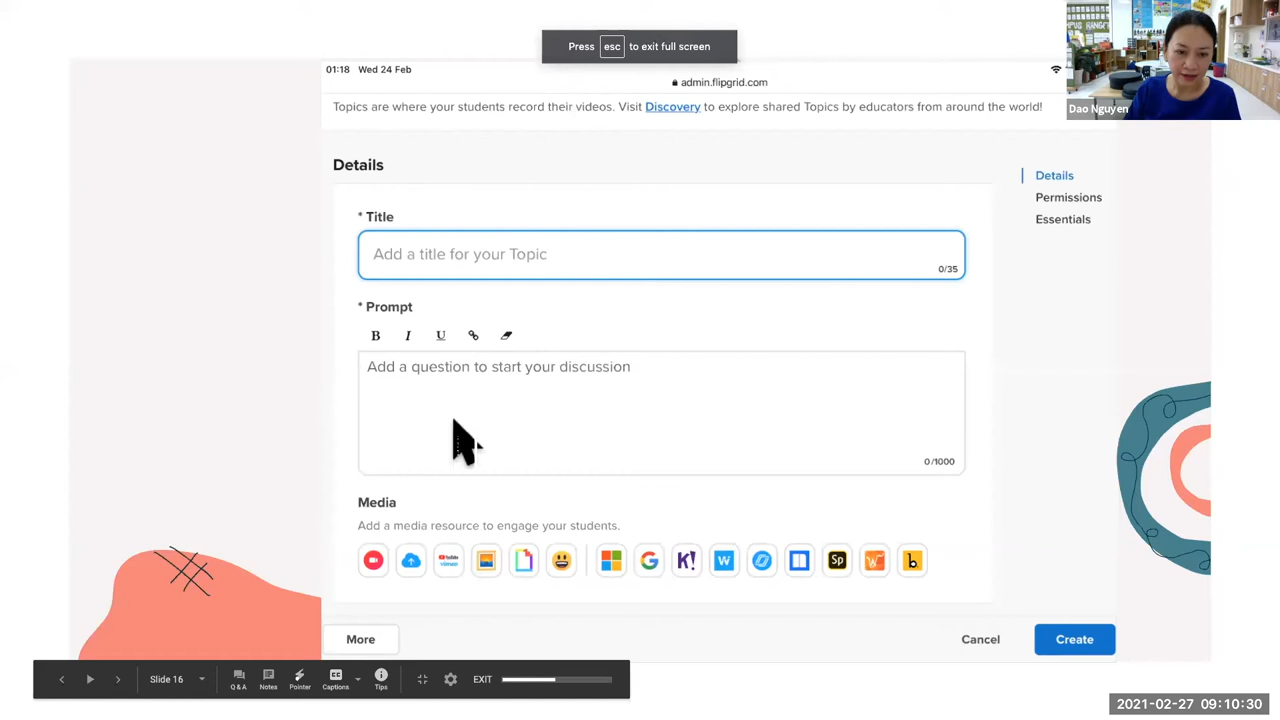 Press esc to exit full screen
01:18 Wed 24 Feb
admin.flipgrid.com
Dao Nguyen
Topics are where your students record their videos. Visit Discovery to explore shared Topics by educators from around the world!
Details
Details
Permissions
Essentials
* Title
Add a title for your Topic
0/35
* Prompt
B I U
Add a question to start your discussion
0/1000
Media
Add a media resource to engage your students.
K! W Sp W b
More
Cancel
Create
Slide 16
Q & A
Notes
Pointer
Captions
Tips
EXIT
2021-02-27 09:10:30